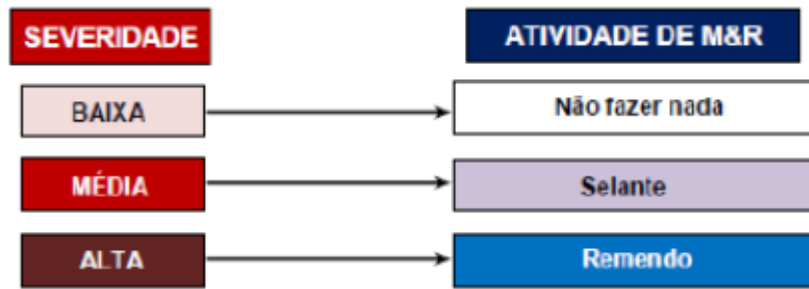 SEVERIDADE
ATIVIDADE DE M&R
BAIXA
Não fazer nada
MÉDIA
Selante
ALTA
Remendo